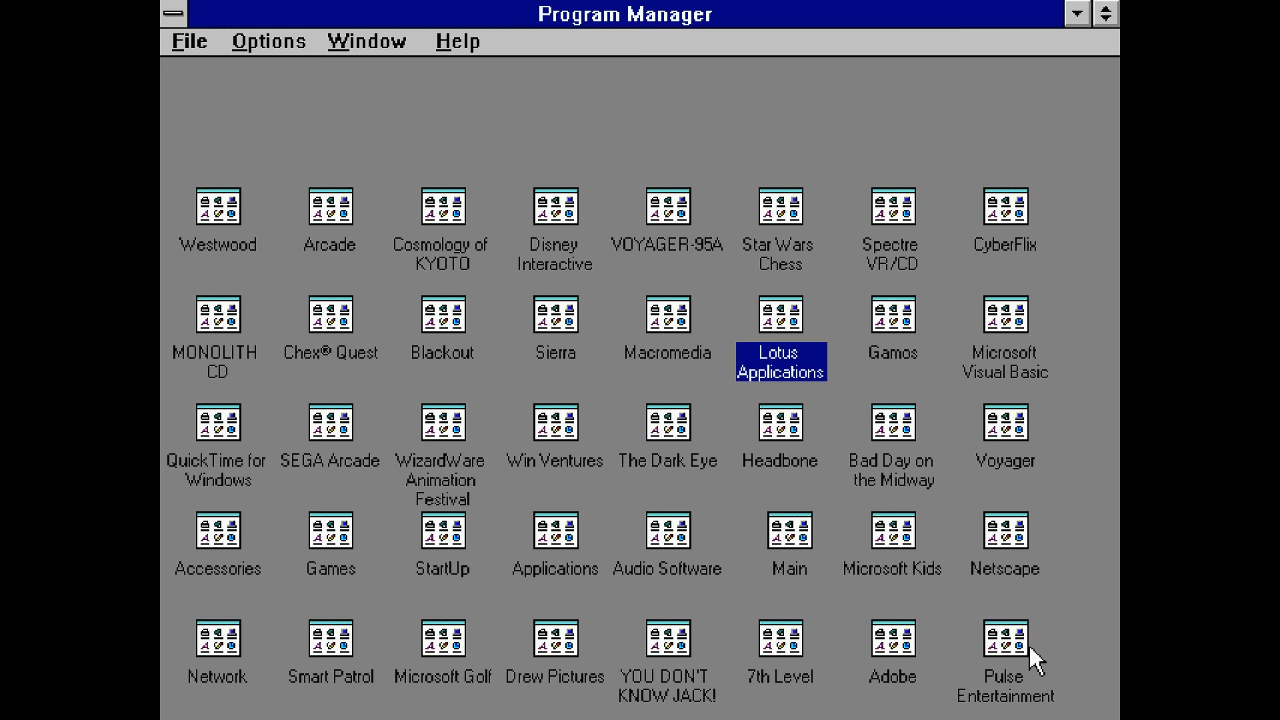 Program Manager
File Options Window Help
Westwood Arcade Cosmology of KYOTO Disney Interactive VOYAGER-95A Star Wars Chess Spectre VR/CD CyberFlix
MONOLITH CD Chex® Quest Blackout Sierra Macromedia Lotus Applications Gamos Microsoft Visual Basic
QuickTime for Windows SEGA Arcade WizardWare Animation Festival Win Ventures The Dark Eye Headbone Bad Day on the Midway Voyager
Accessories Games StartUp Applications Audio Software Main Microsoft Kids Netscape
Network Smart Patrol Microsoft Golf Drew Pictures YOU DON'T KNOW JACK! 7th Level Adobe Pulse Entertainment